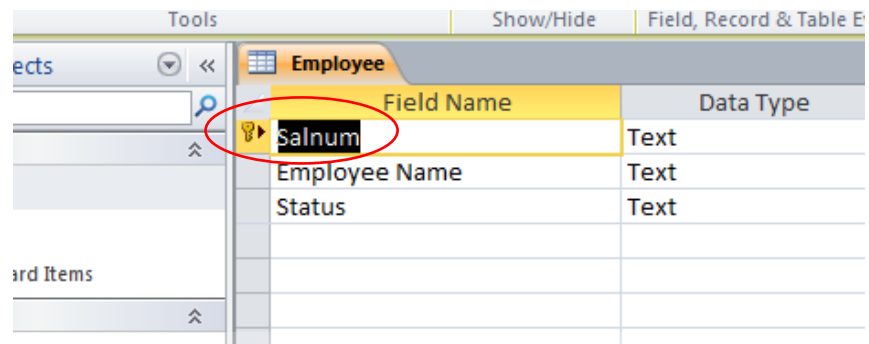 Tools Show/Hide Field, Record & Table E
ects « Employee
Field Name Data Type
Salnum Text
Employee Name Text
Status Text
ard Items